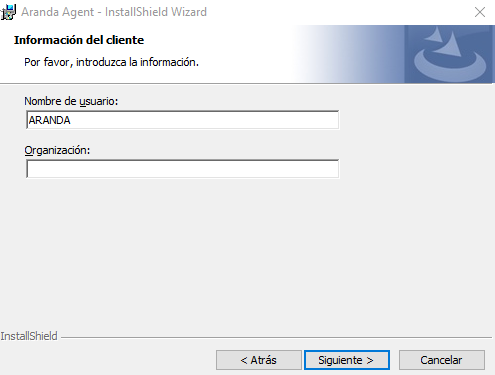 Aranda Agent - InstallShield Wizard
Información del cliente
Por favor, introduzca la información.
Nombre de usuario:
ARANDA
Organización:
InstallShield
< Atrás
Siguiente >
Cancelar